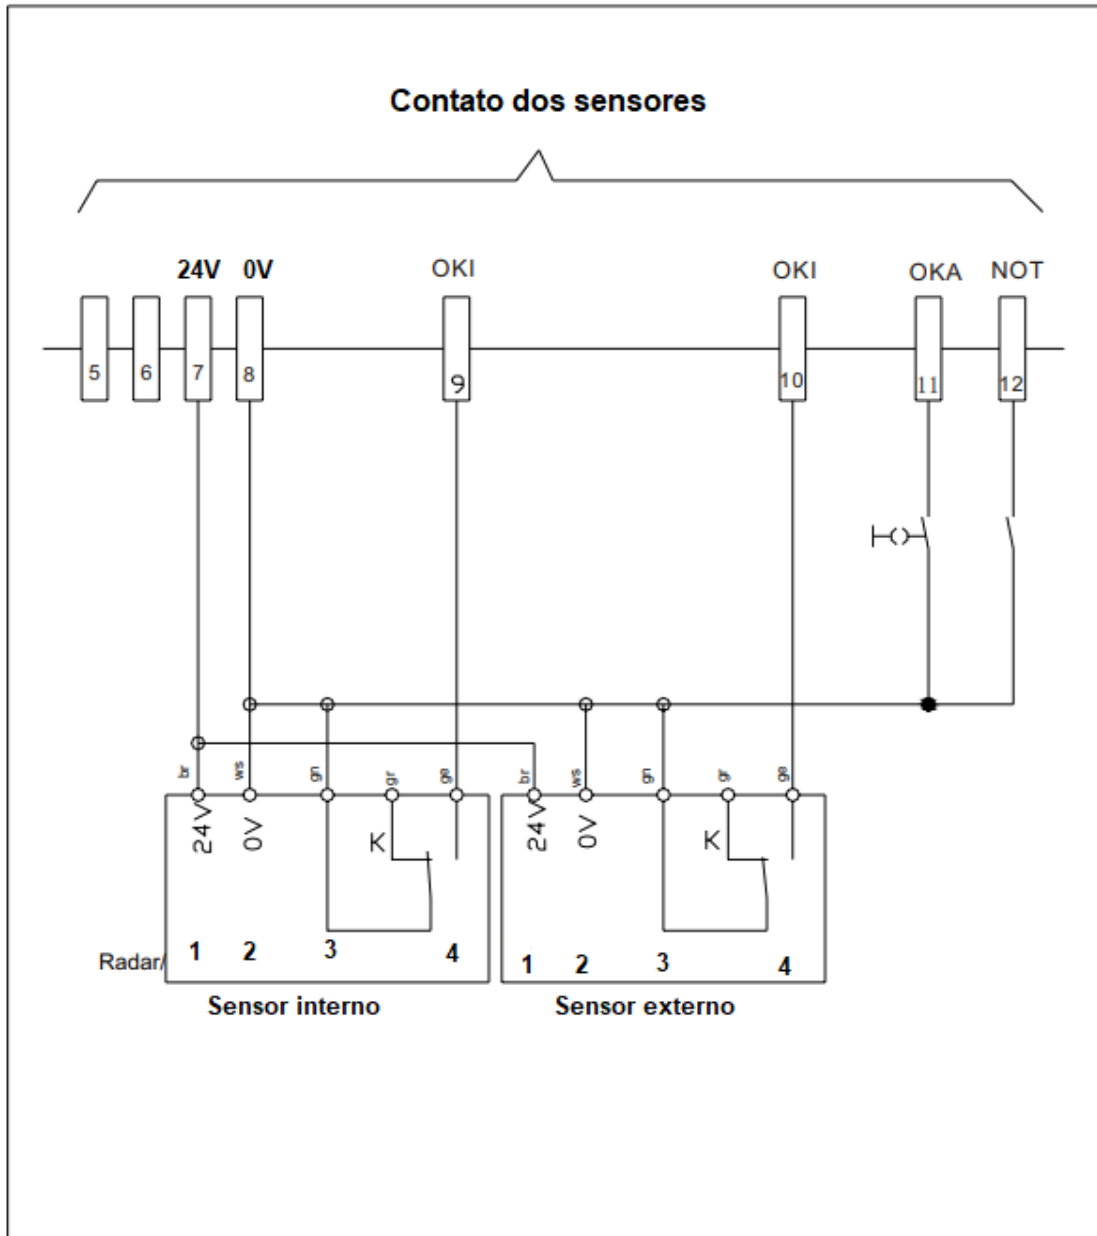 Contato dos sensores
24V 0V OKI OKI OKA NOT
5 6 7 8 9 10 11 12
br ws gn gr ge br ws gn gr ge
24V 0V K 24V 0V K
1 2 3 4 1 2 3 4
Radar/
Sensor interno Sensor externo